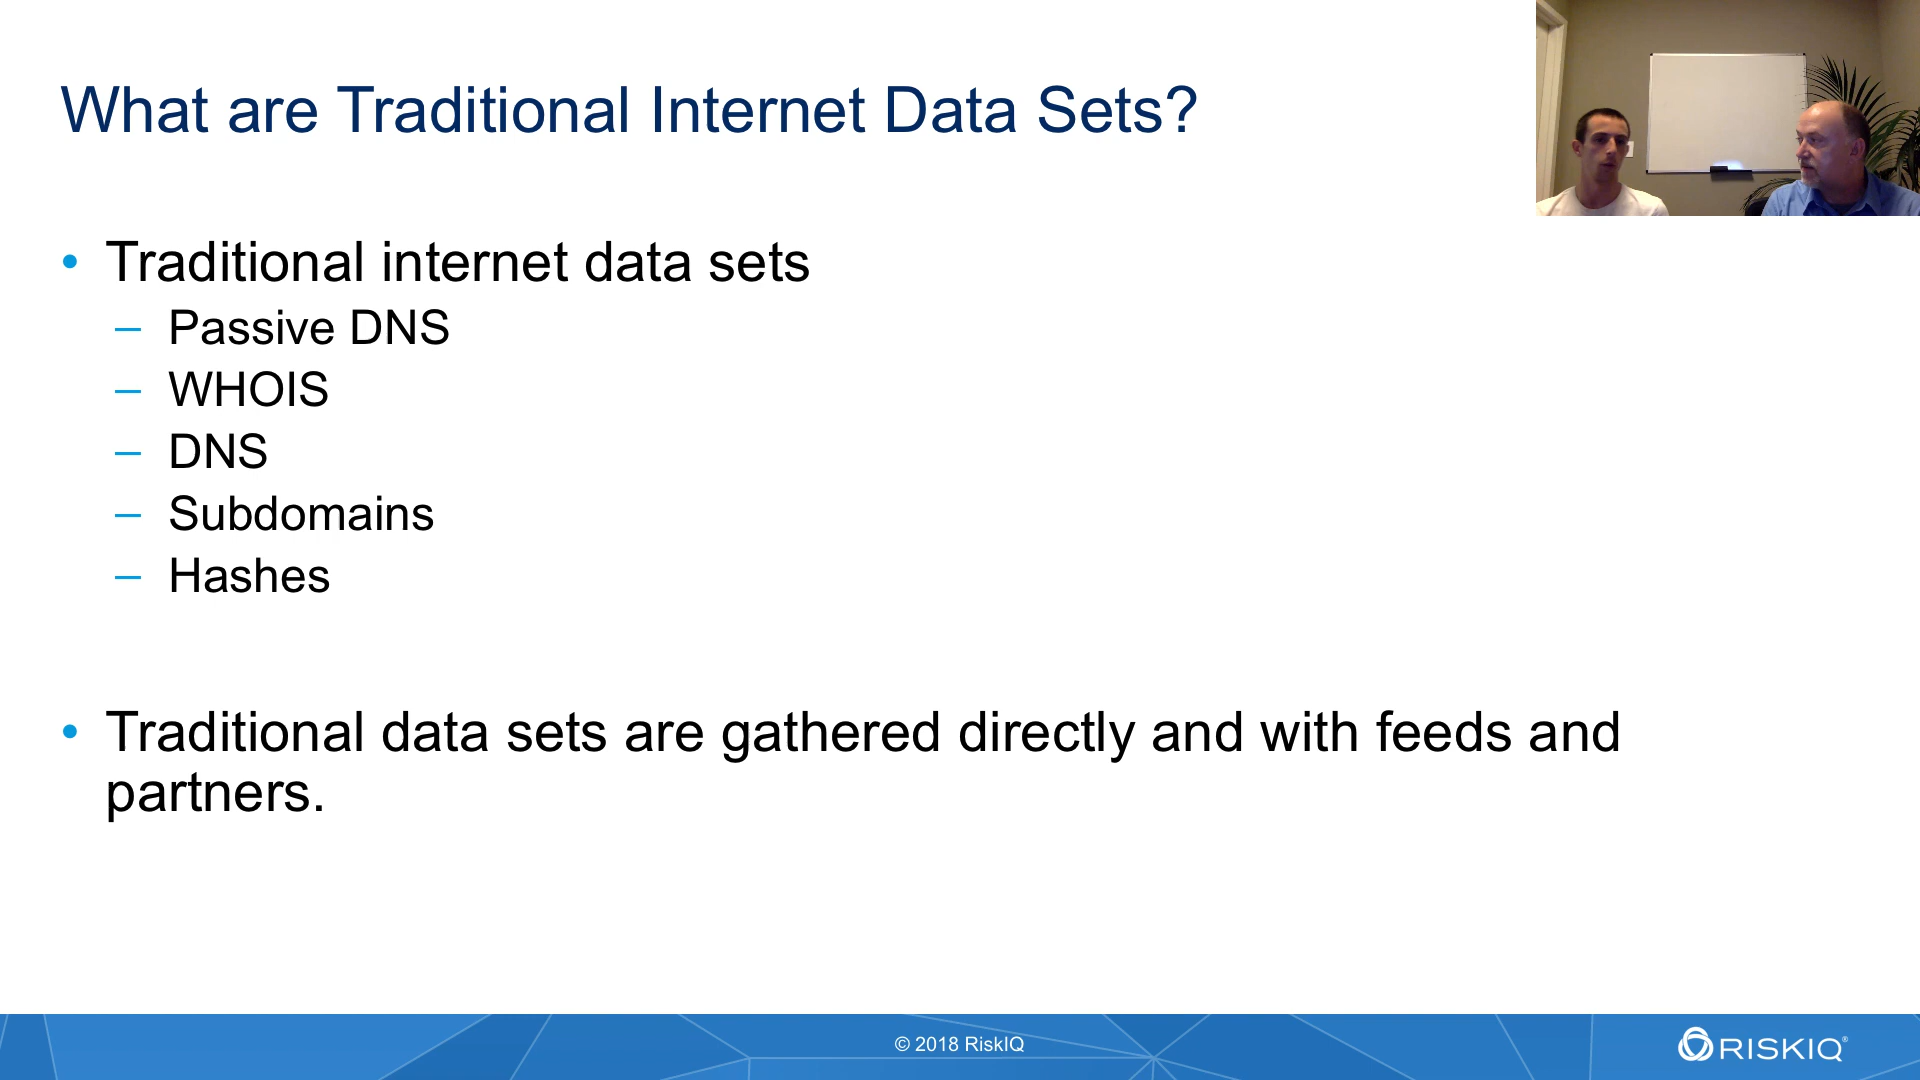 What are Traditional Internet Data Sets?
• Traditional internet data sets
– Passive DNS
– WHOIS
– DNS
– Subdomains
– Hashes
• Traditional data sets are gathered directly and with feeds and
partners.
© 2018 RiskIQ
RISKIQ®